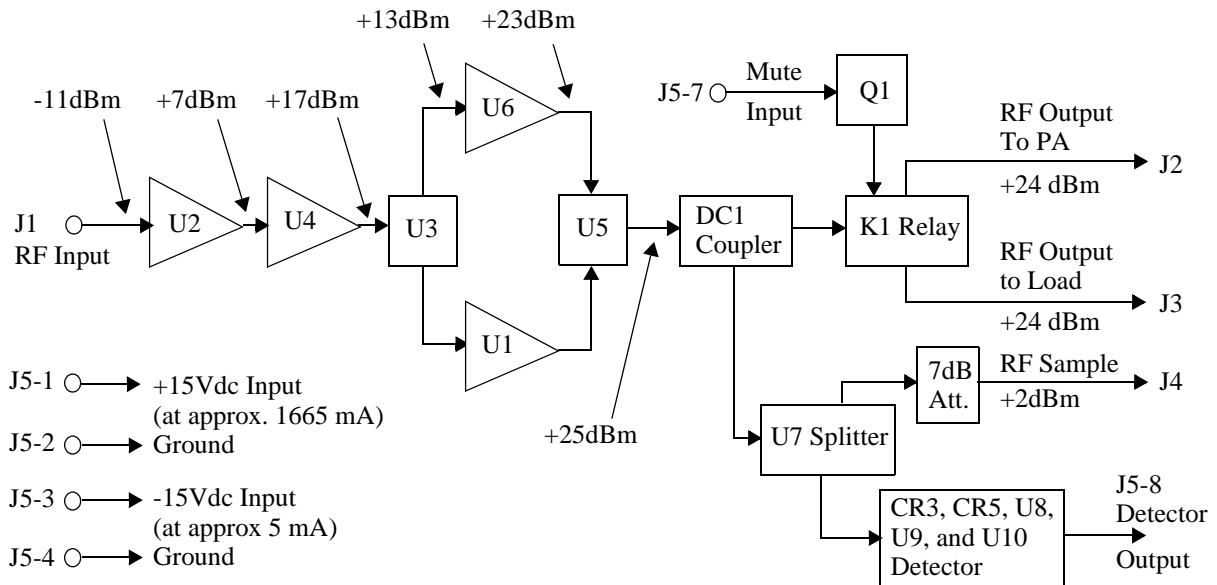 +13dBm
+23dBm
-11dBm
+7dBm
+17dBm
J5-7
Mute
Input
Q1
U6
RF Output
To PA
+24 dBm
J2
J1
RF Input
U2
U4
U3
U5
DC1
Coupler
K1 Relay
RF Output
to Load
+24 dBm
J3
U1
J5-1
+15Vdc Input
(at approx. 1665 mA)
J5-2
Ground
J5-3
-15Vdc Input
(at approx 5 mA)
J5-4
Ground
+25dBm
7dB
Att.
RF Sample
+2dBm
J4
U7 Splitter
CR3, CR5, U8,
U9, and U10
Detector
J5-8
Detector
Output